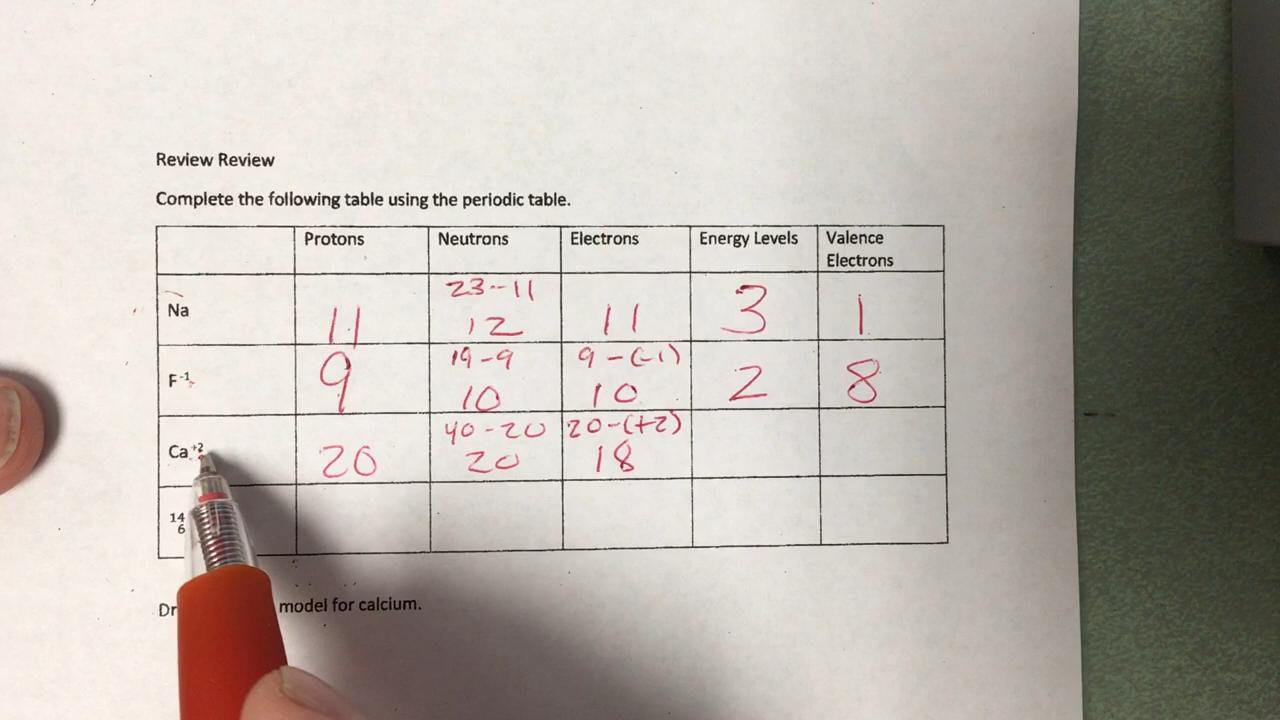 Review Review
Complete the following table using the periodic table.
Protons Neutrons Electrons Energy Levels Valence Electrons
23--11
Na 11 12 11 3 1
19-9 9-(-1)
F-1 9 10 10 2 8
40-20 20-(+2)
Ca+2 20 20 18
14
6
model for calcium.